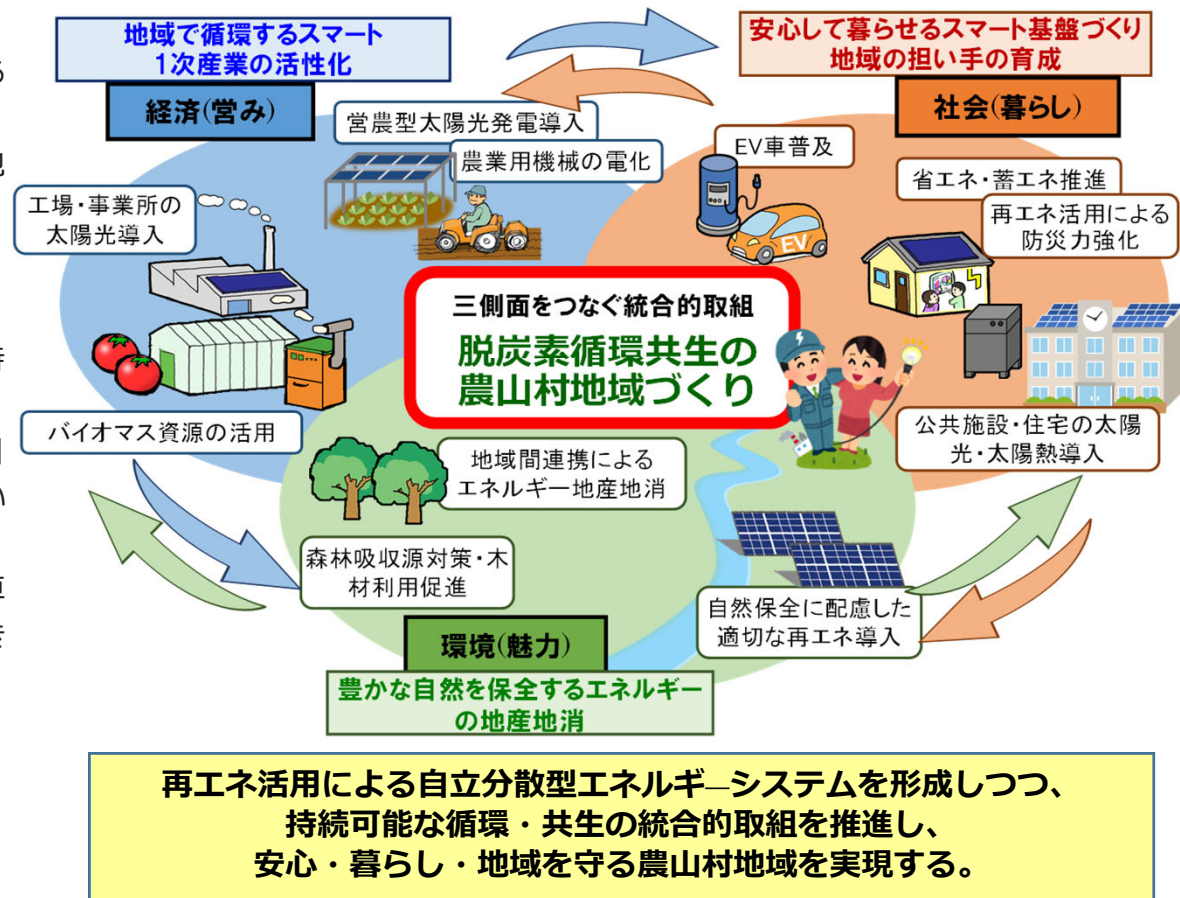 地域で循環するスマート
1次産業の活性化
経済(営み)
安心して暮らせるスマート基盤づくり
地域の担い手の育成
社会(暮らし)
営農型太陽光発電導入
農業用機械の電化
工場・事業所の
太陽光導入
バイオマス資源の活用
EV車普及
EV
省エネ・蓄エネ推進
再エネ活用による
防災力強化
公共施設・住宅の太陽
光・太陽熱導入
三側面をつなぐ統合的取組
脱炭素循環共生の
農山村地域づくり
地域間連携による
エネルギー地産地消
森林吸収源対策・木
材利用促進
自然保全に配慮した
適切な再エネ導入
環境(魅力)
豊かな自然を保全するエネルギー
の地産地消
再エネ活用による自立分散型エネルギ―システムを形成しつつ、
持続可能な循環・共生の統合的取組を推進し、
安心・暮らし・地域を守る農山村地域を実現する。